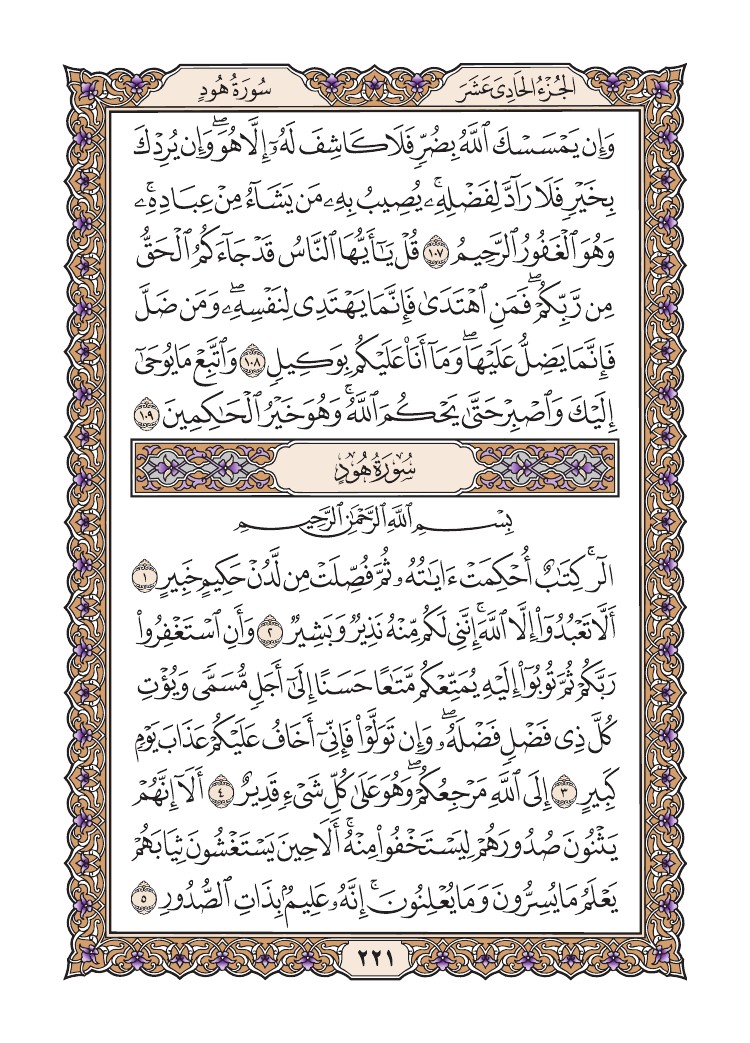 الجُزْءُ الحَادِىَ عَشَرَ
سُورَةُ هُودٍ
وَإِن يَمْسَسْكَ ٱللَّهُ بِضُرٍّ فَلَا كَاشِفَ لَهُۥٓ إِلَّا هُوَۖ وَإِن يُرِدْكَ
بِخَيْرٍ فَلَا رَآدَّ لِفَضْلِهِۦۚ يُصِيبُ بِهِۦ مَن يَشَآءُ مِنْ عِبَادِهِۦۚ
وَهُوَ ٱلْغَفُورُ ٱلرَّحِيمُ ١٠٧ قُلْ يَٰٓأَيُّهَا ٱلنَّاسُ قَدْ جَآءَكُمُ ٱلْحَقُّ
مِن رَّبِّكُمْۖ فَمَنِ ٱهْتَدَىٰ فَإِنَّمَا يَهْتَدِى لِنَفْسِهِۦۖ وَمَن ضَلَّ
فَإِنَّمَا يَضِلُّ عَلَيْهَاۖ وَمَآ أَنَا۠ عَلَيْكُم بِوَكِيلٍ ١٠٨ وَٱتَّبِعْ مَا يُوحَىٰٓ
إِلَيْكَ وَٱصْبِرْ حَتَّىٰ يَحْكُمَ ٱللَّهُۚ وَهُوَ خَيْرُ ٱلْحَٰكِمِينَ ١٠٩
سُورَةُ هُودٍ
بِسْمِ ٱللَّهِ ٱلرَّحْمَٰنِ ٱلرَّحِيمِ
الٓرۚ كِتَٰبٌ أُحْكِمَتْ ءَايَٰتُهُۥ ثُمَّ فُصِّلَتْ مِن لَّدُنْ حَكِيمٍ خَبِيرٍ ١
أَلَّا تَعْبُدُوٓا۟ إِلَّا ٱللَّهَۚ إِنَّنِى لَكُم مِّنْهُ نَذِيرٌ وَبَشِيرٌ ٢ وَأَنِ ٱسْتَغْفِرُوا۟
رَبَّكُمْ ثُمَّ تُوبُوٓا۟ إِلَيْهِ يُمَتِّعْكُم مَّتَٰعًا حَسَنًا إِلَىٰٓ أَجَلٍ مُّسَمًّى وَيُؤْتِ
كُلَّ ذِى فَضْلٍ فَضْلَهُۥۖ وَإِن تَوَلَّوْا۟ فَإِنِّىٓ أَخَافُ عَلَيْكُمْ عَذَابَ يَوْمٍ
كَبِيرٍ ٣ إِلَى ٱللَّهِ مَرْجِعُكُمْۖ وَهُوَ عَلَىٰ كُلِّ شَىْءٍ قَدِيرٌ ٤ أَلَآ إِنَّهُمْ
يَثْنُونَ صُدُورَهُمْ لِيَسْتَخْفُوا۟ مِنْهُۚ أَلَا حِينَ يَسْتَغْشُونَ ثِيَابَهُمْ
يَعْلَمُ مَا يُسِرُّونَ وَمَا يُعْلِنُونَۚ إِنَّهُۥ عَلِيمٌۢ بِذَاتِ ٱلصُّدُورِ ٥
٢٢١